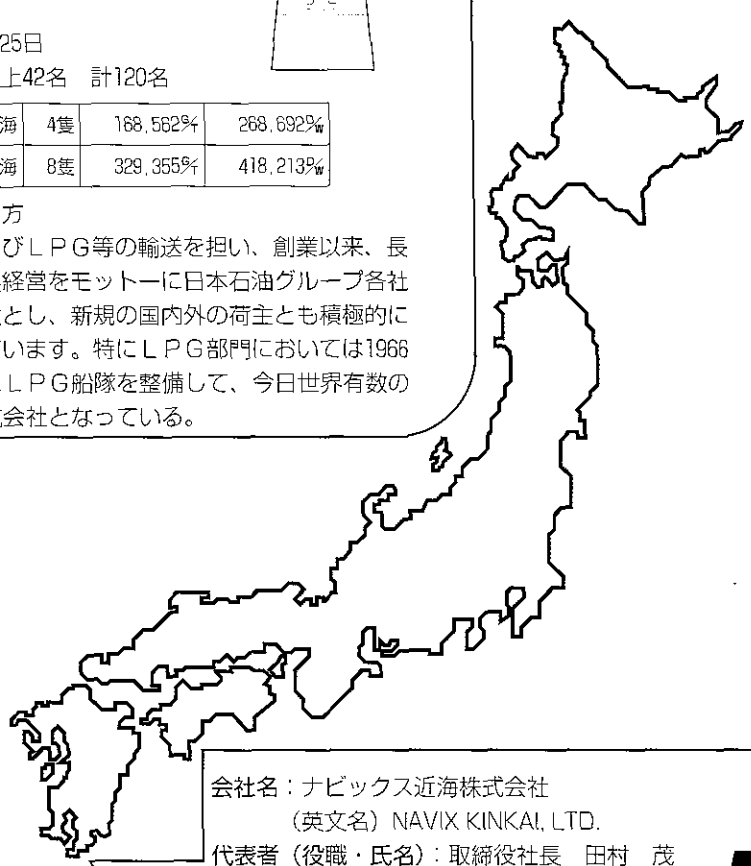 25日
上42名 計120名
海 4隻 168,562G/T 268,692D/W
海 8隻 329,355G/T 418,213D/W
方
びLPG等の輸送を担い、創業以来、長
経営をモットーに日本石油グループ各社
とし、新規の国内外の荷主とも積極的に
います。特にLPG部門においては1966
LPG船隊を整備して、今日世界有数の
会社となっている。
会社名:ナビックス近海株式会社
(英文名)NAVIX KINKAI, LTD.
代表者(役職・氏名):取締役社長 田村 茂